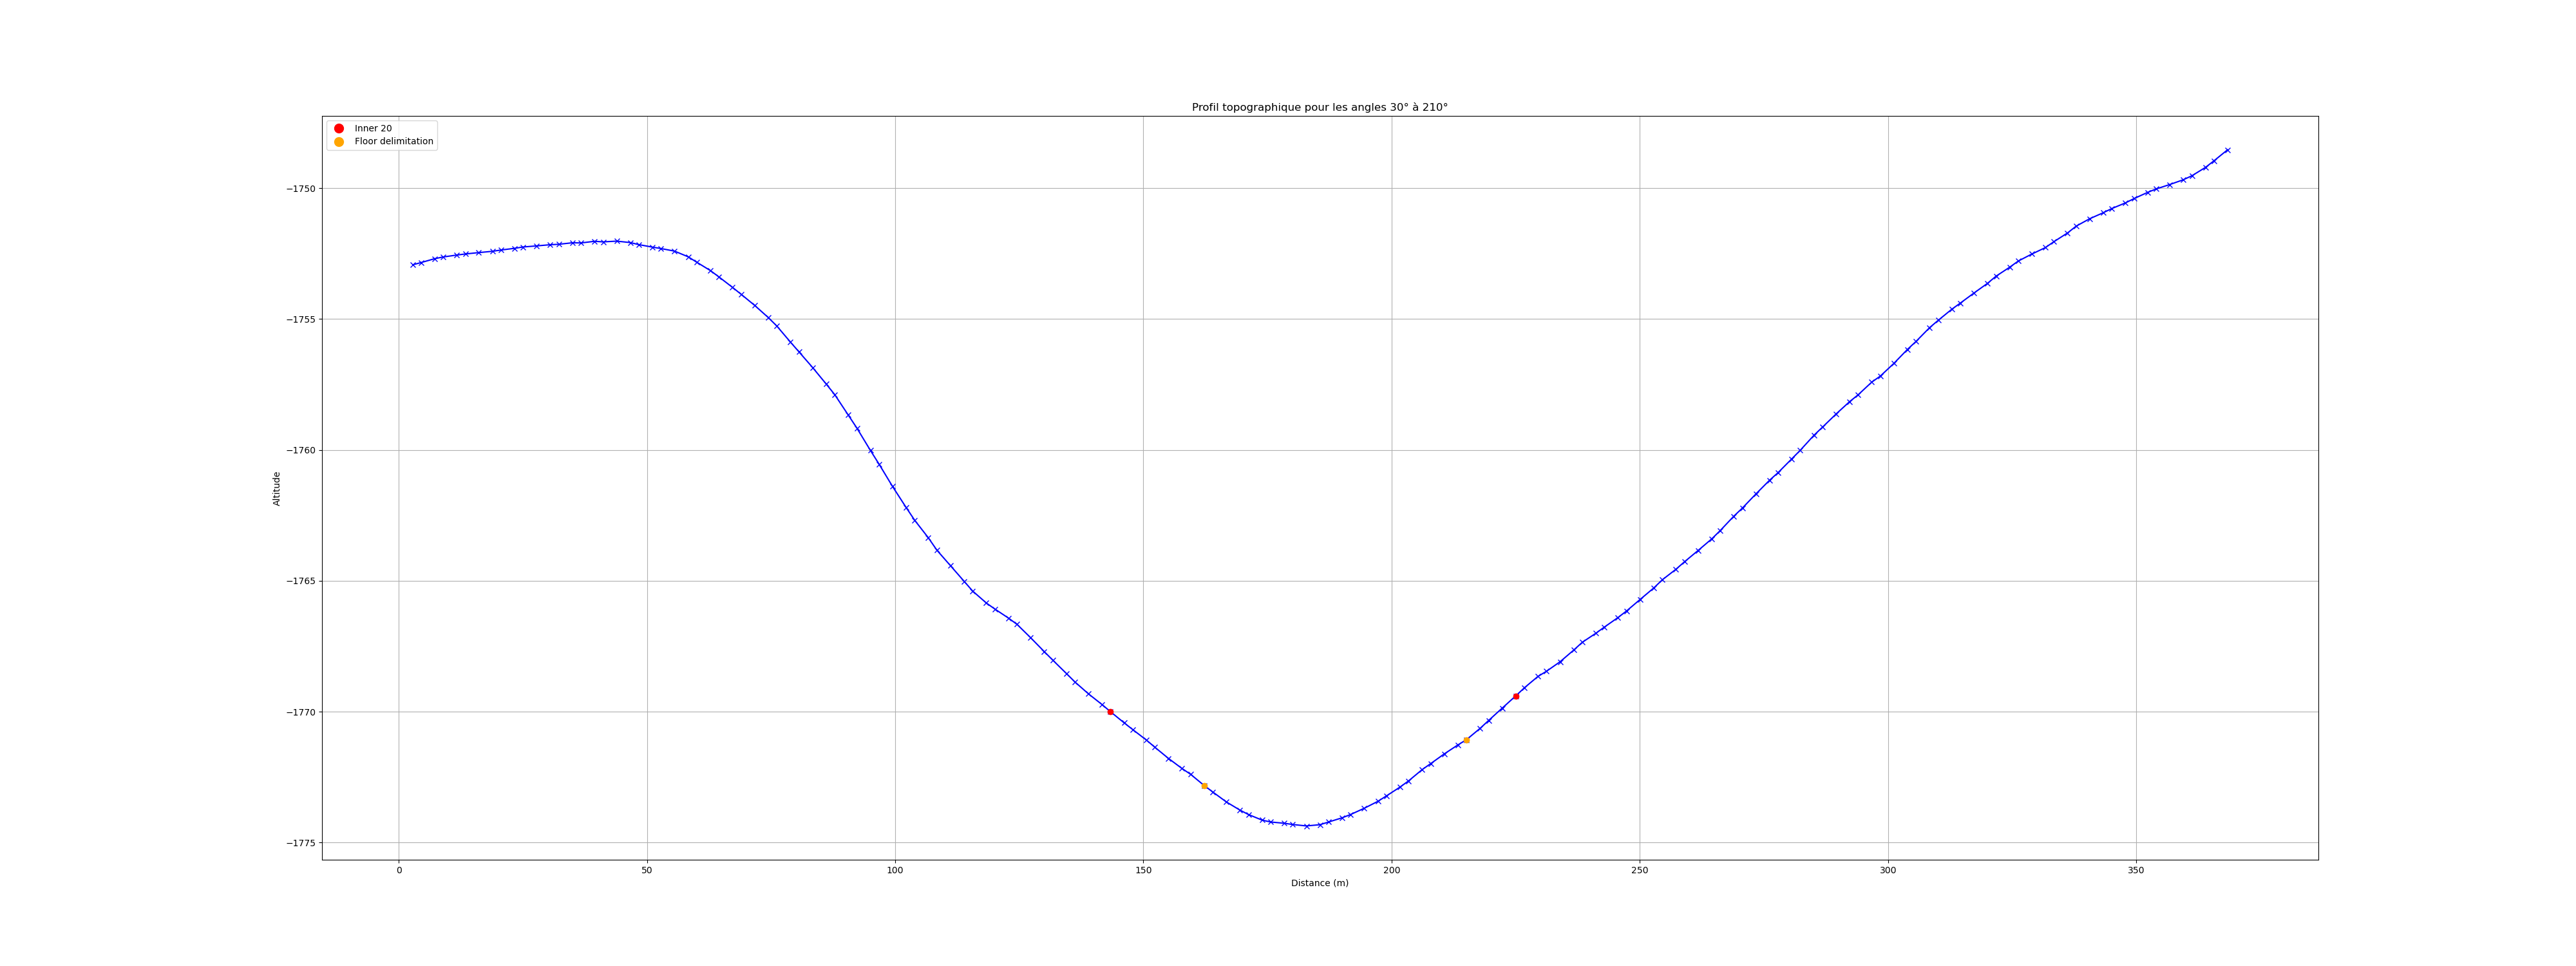 Profil topographique pour les angles 30° à 210°
Inner 20
Floor delimitation
−1750
−1755
−1760
−1765
−1770
−1775
Altitude
0 50 100 150 200 250 300 350
Distance (m)